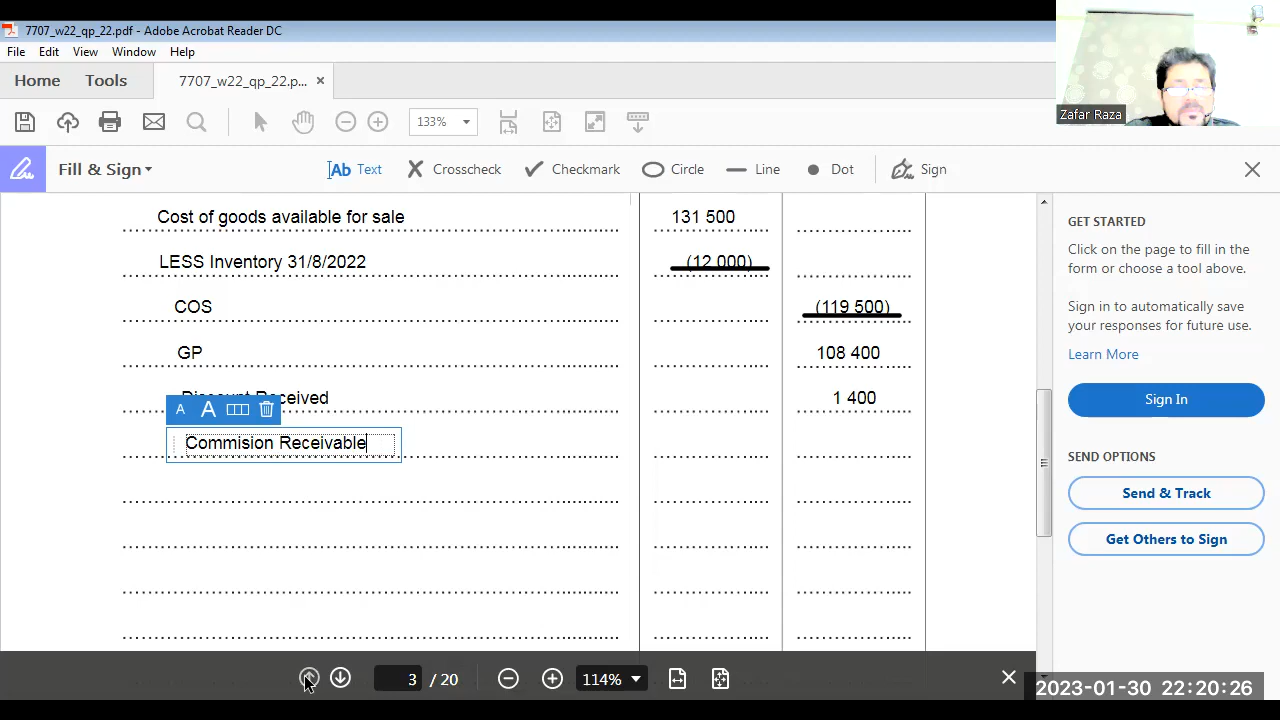 7707_w22_qp_22.pdf - Adobe Acrobat Reader DC
File Edit View Window Help
Home Tools 7707_w22_qp_22.p... ×
133%
Zafar Raza
Fill & Sign Ab Text Crosscheck Checkmark Circle Line Dot Sign
Cost of goods available for sale 131 500
LESS Inventory 31/8/2022 (12 000)
COS (119 500)
GP 108 400
Discount Received 1 400
A A
Commision Receivable
GET STARTED
Click on the page to fill in the
form or choose a tool above.
Sign in to automatically save
your responses for future use.
Learn More
Sign In
SEND OPTIONS
Send & Track
Get Others to Sign
3 / 20 114%
2023-01-30 22:20:26